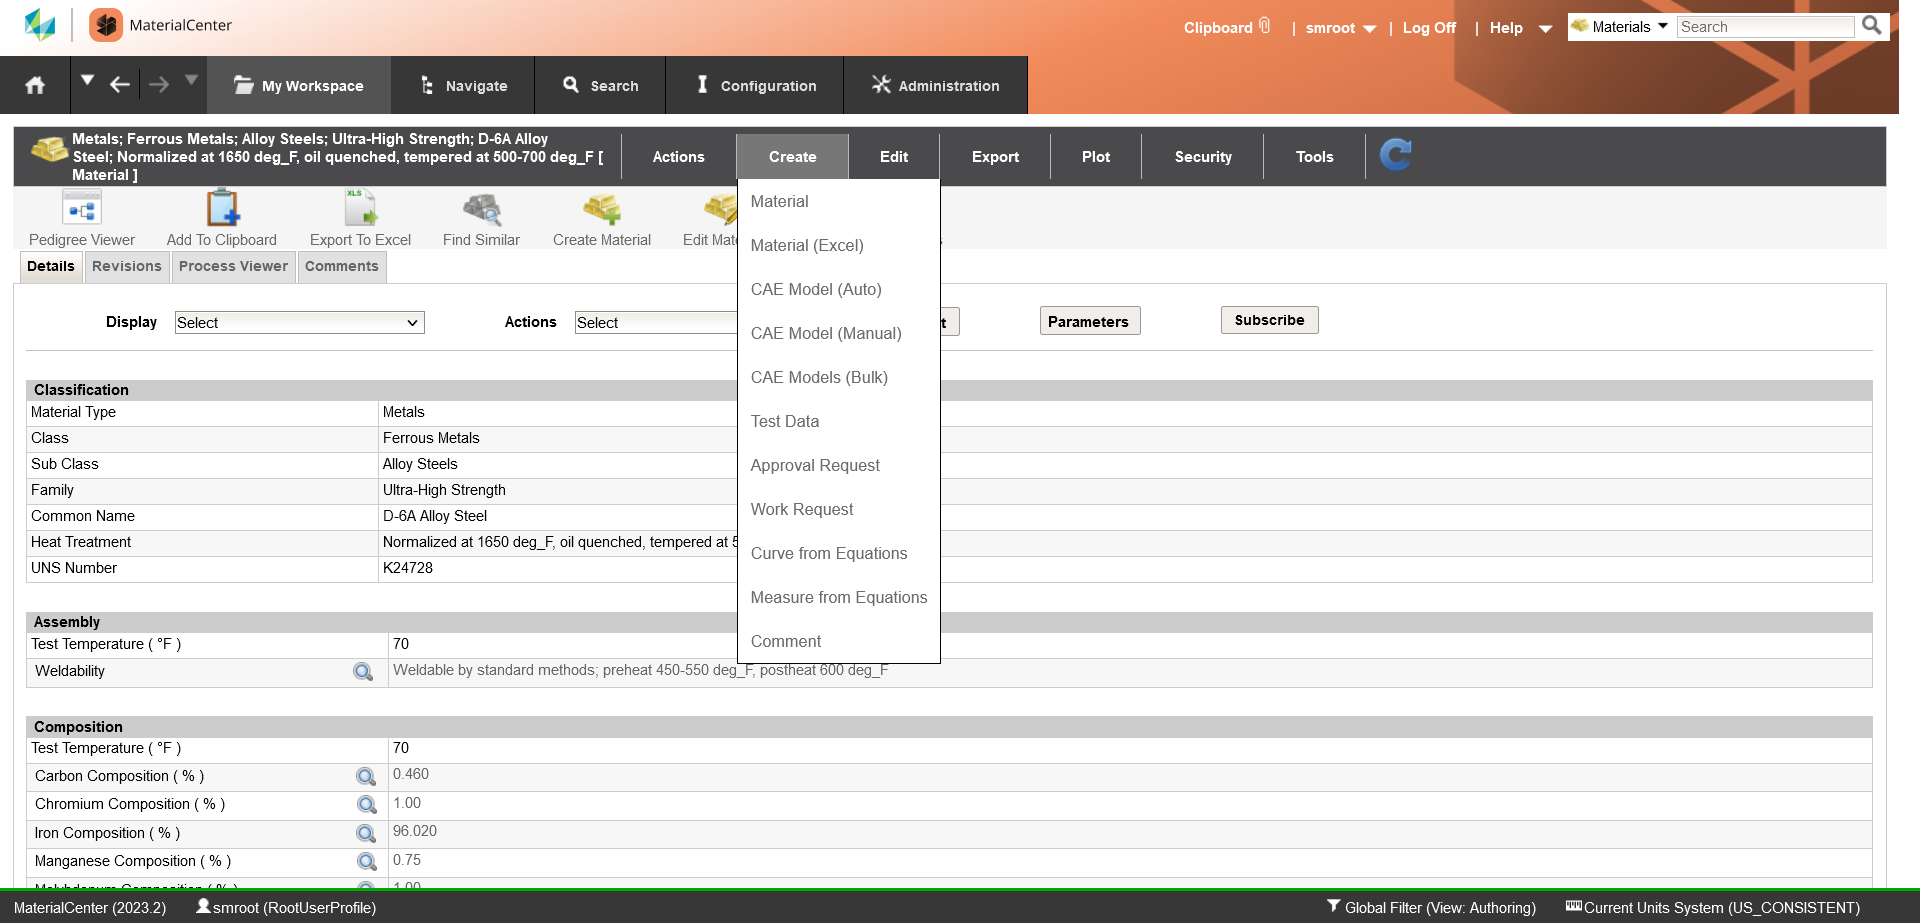 MaterialCenter
Clipboard | smroot | Log Off | Help Materials Search
My Workspace Navigate Search Configuration Administration
Metals; Ferrous Metals; Alloy Steels; Ultra-High Strength; D-6A Alloy
Steel; Normalized at 1650 deg_F, oil quenched, tempered at 500-700 deg_F [
Material ]
Actions Create Edit Export Plot Security Tools
Pedigree Viewer Add To Clipboard Export To Excel Find Similar Create Material Edit
XLS
Details Revisions Process Viewer Comments
Display Select Actions Select Parameters Subscribe
Material
Material (Excel)
CAE Model (Auto)
CAE Model (Manual)
CAE Models (Bulk)
Test Data
Approval Request
Work Request
Curve from Equations
Measure from Equations
Comment
Classification
Material Type Metals
Class Ferrous Metals
Sub Class Alloy Steels
Family Ultra-High Strength
Common Name D-6A Alloy Steel
Heat Treatment Normalized at 1650 deg_F, oil quenched, tempered at
UNS Number K24728
Assembly
Test Temperature ( °F ) 70
Weldability Weldable by standard methods; preheat 450-550 deg_F, postheat 600 deg_F
Composition
Test Temperature ( °F ) 70
Carbon Composition ( % ) 0.460
Chromium Composition ( % ) 1.00
Iron Composition ( % ) 96.020
Manganese Composition ( % ) 0.75
Molybdenum Composition ( % ) 1.00
MaterialCenter (2023.2) smroot (RootUserProfile) Global Filter (View: Authoring) Current Units System (US_CONSISTENT)